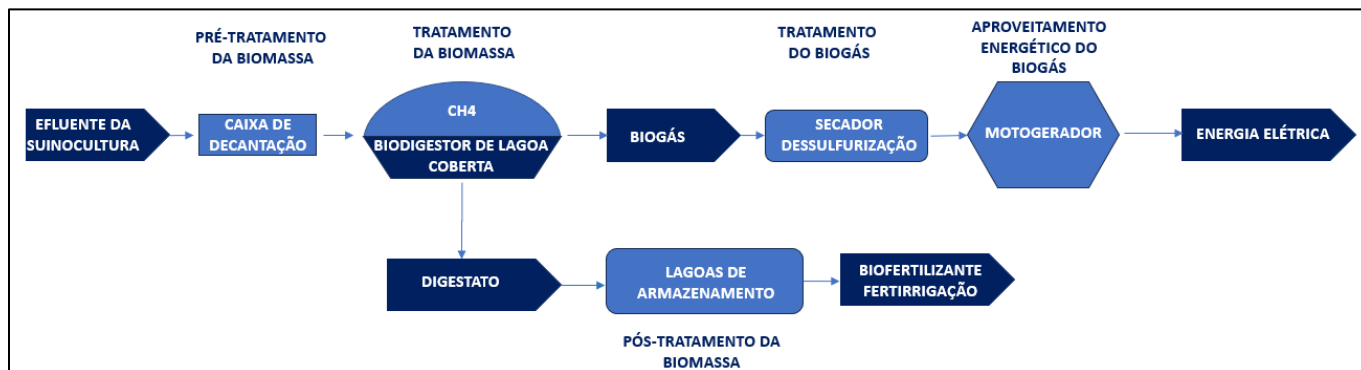 PRÉ-TRATAMENTO
DA BIOMASSA
TRATAMENTO
DA BIOMASSA
TRATAMENTO
DO BIOGÁS
APROVEITAMENTO
ENERGÉTICO DO
BIOGÁS
EFLUENTE DA
SUINOCULTURA
CAIXA DE
DECANTAÇÃO
CH4
BIODIGESTOR DE LAGOA
COBERTA
BIOGÁS
SECADOR
DESSULFURIZAÇÃO
MOTOGERADOR
ENERGIA ELÉTRICA
DIGESTATO
LAGOAS DE
ARMAZENAMENTO
BIOFERTILIZANTE
FERTIRRIGAÇÃO
PÓS-TRATAMENTO DA
BIOMASSA